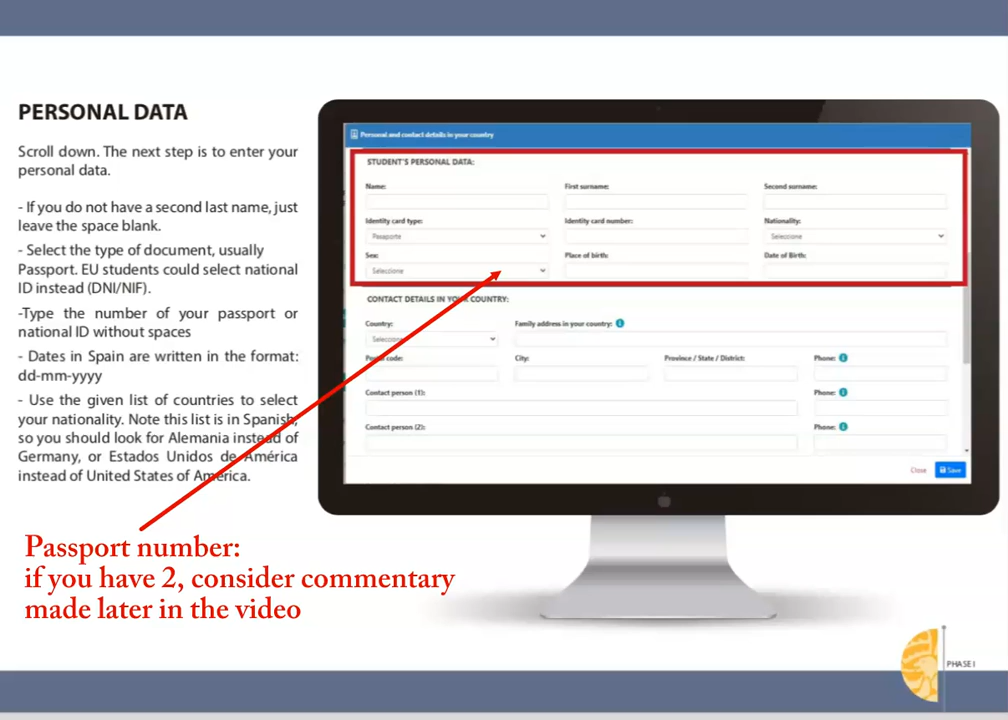 PERSONAL DATA
Scroll down. The next step is to enter your
personal data.
- If you do not have a second last name, just
leave the space blank.
- Select the type of document, usually
Passport. EU students could select national
ID instead (DNI/NIF).
-Type the number of your passport or
national ID without spaces
- Dates in Spain are written in the format:
dd-mm-yyyy
- Use the given list of countries to select
your nationality. Note this list is in Spanish,
so you should look for Alemania instead of
Germany, or Estados Unidos de América
instead of United States of America.
Passport number:
if you have 2, consider commentary
made later in the video
Personal and contact details in your country
STUDENT'S PERSONAL DATA:
Name: First surname: Second surname:
Identity card type: Identity card number: Nationality:
Pasaporte Seleccione
Sex: Place of birth: Date of Birth:
Seleccione
CONTACT DETAILS IN YOUR COUNTRY:
Country: Family address in your country:
Seleccione
Postal code: City: Province / State / District: Phone:
Contact person (1): Phone:
Contact person (2): Phone:
Close Save
PHASE I